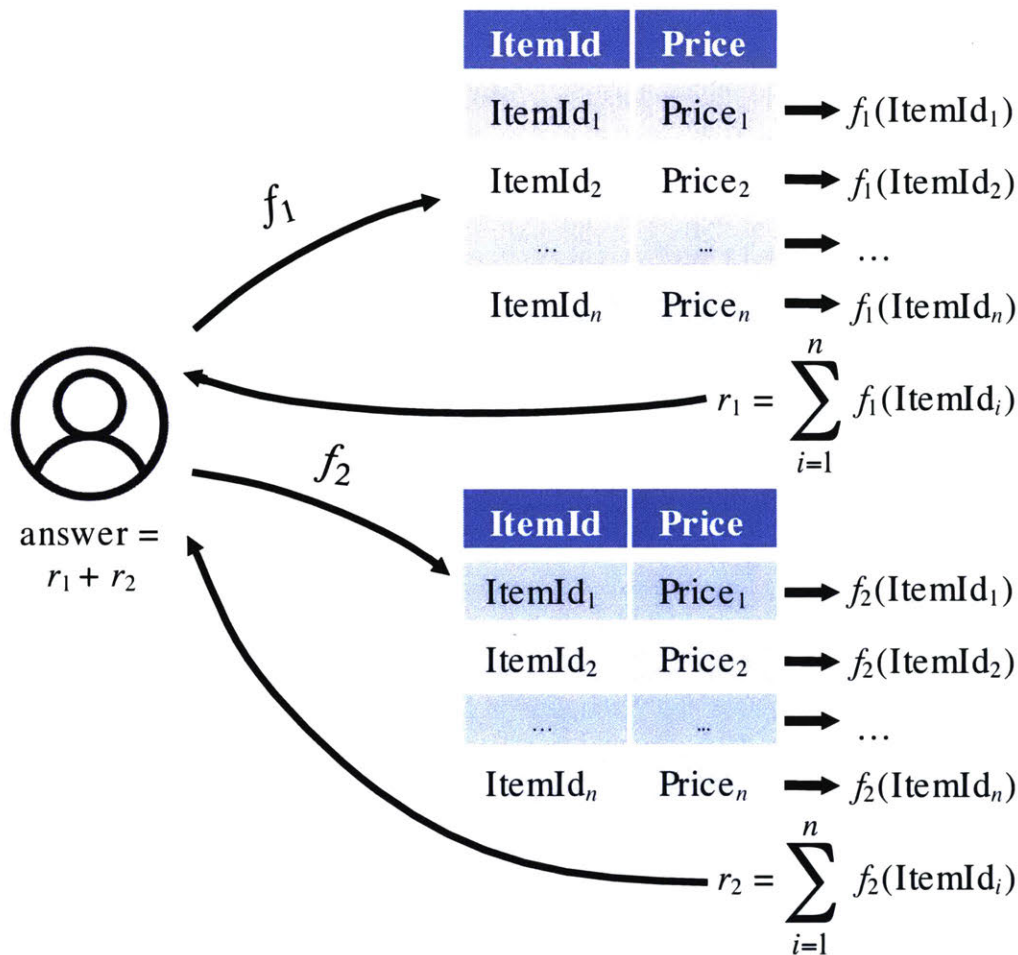 ItemId Price
ItemId₁ Price₁ f₁(ItemId₁)
f₁
ItemId₂ Price₂ f₁(ItemId₂)
... ... ...
ItemIdₙ Priceₙ f₁(ItemIdₙ)
r₁ = ∑ⁿᵢ₌₁ f₁(ItemIdᵢ)
f₂
answer =
r₁ + r₂
ItemId Price
ItemId₁ Price₁ f₂(ItemId₁)
ItemId₂ Price₂ f₂(ItemId₂)
... ... ...
ItemIdₙ Priceₙ f₂(ItemIdₙ)
r₂ = ∑ⁿᵢ₌₁ f₂(ItemIdᵢ)